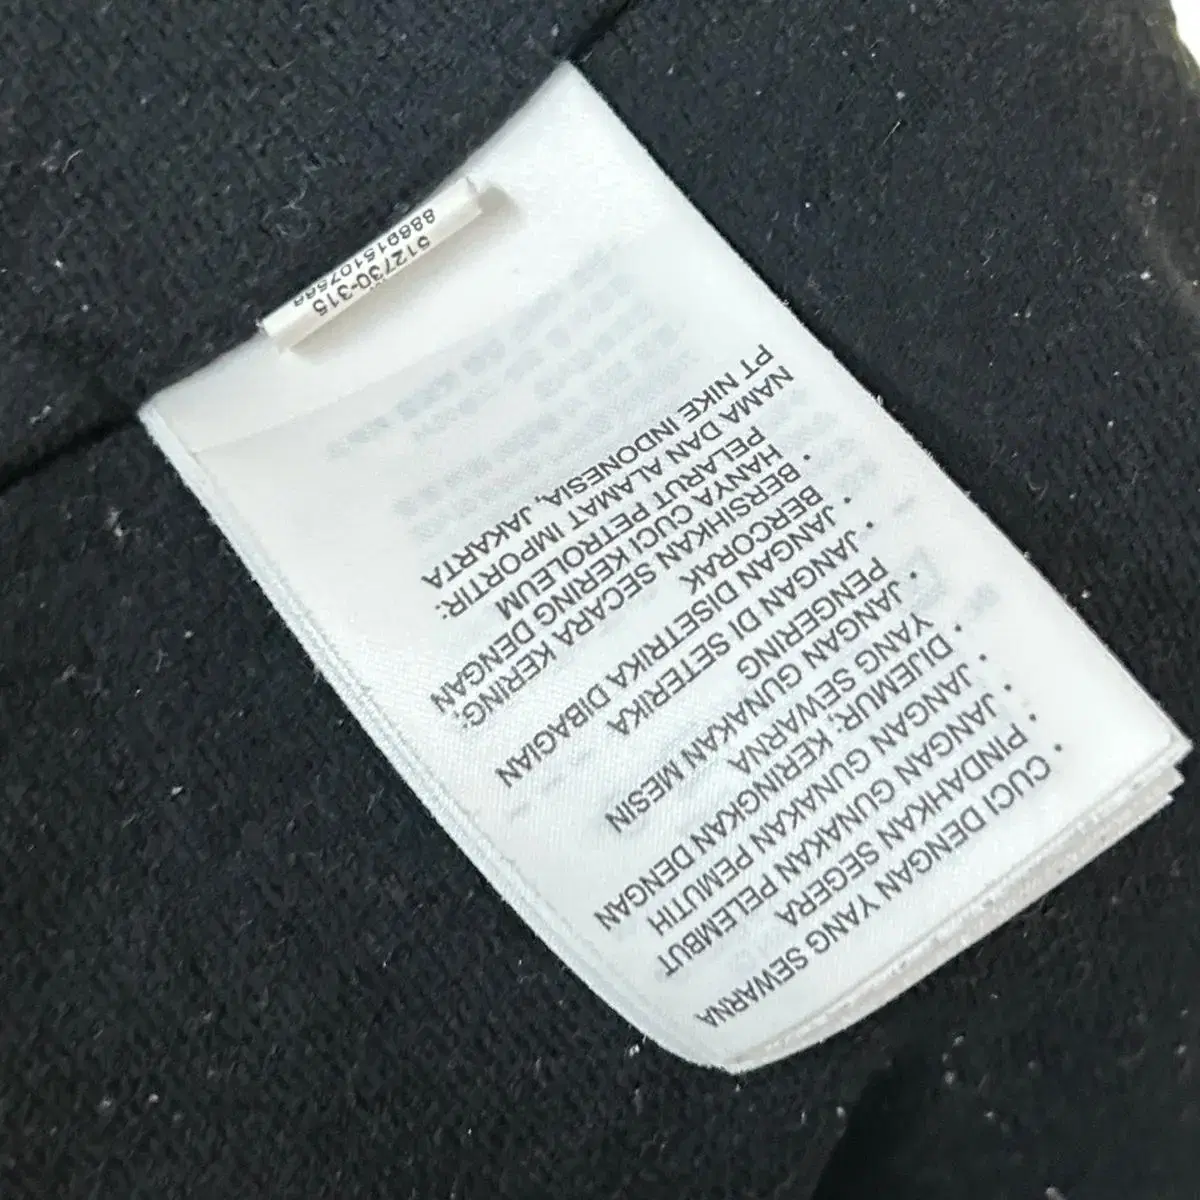 • CUCI DENGAN YANG SEWARNA
• PINDAHKAN SEGERA
• JANGAN GUNAKAN PELEMBUT
• JANGAN GUNAKAN PEMUTIH
• DIJEMUR, KERINGKAN DENGAN
YANG SEWARNA
• JANGAN GUNAKAN MESIN
PENGERING
• JANGAN DI SETERIKA
• JANGAN DISETRIKA DIBAGIAN
BERCORAK
• BERSIHKAN SECARA KERING,
HANYA CUCI KERING DENGAN
PELARUT PETROLEUM
NAMA DAN ALAMAT IMPORTIR:
PT NIKE INDONESIA, JAKARTA
512730-315